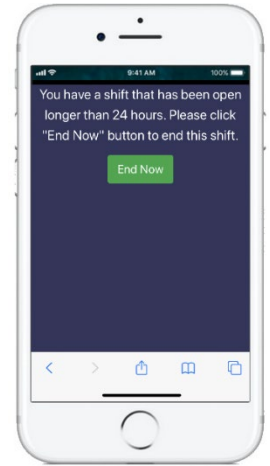 9:41 AM
100%
You have a shift that has been open
longer than 24 hours. Please click
"End Now" button to end this shift.
End Now